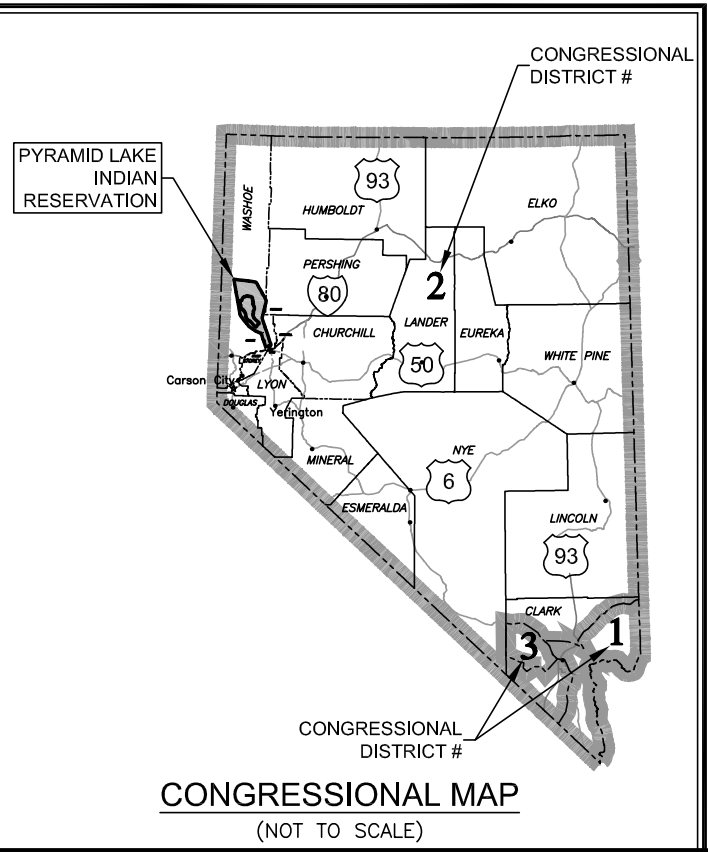 CONGRESSIONAL
DISTRICT #
PYRAMID LAKE
INDIAN
RESERVATION
WASHOE
93
HUMBOLDT
ELKO
PERSHING
80
2
CHURCHILL
LANDER
EUREKA
50
WHITE PINE
Carson City
LYON
DOUGLAS
Yerington
MINERAL
NYE
6
ESMERALDA
LINCOLN
93
CLARK
3
1
CONGRESSIONAL
DISTRICT #
CONGRESSIONAL MAP
(NOT TO SCALE)